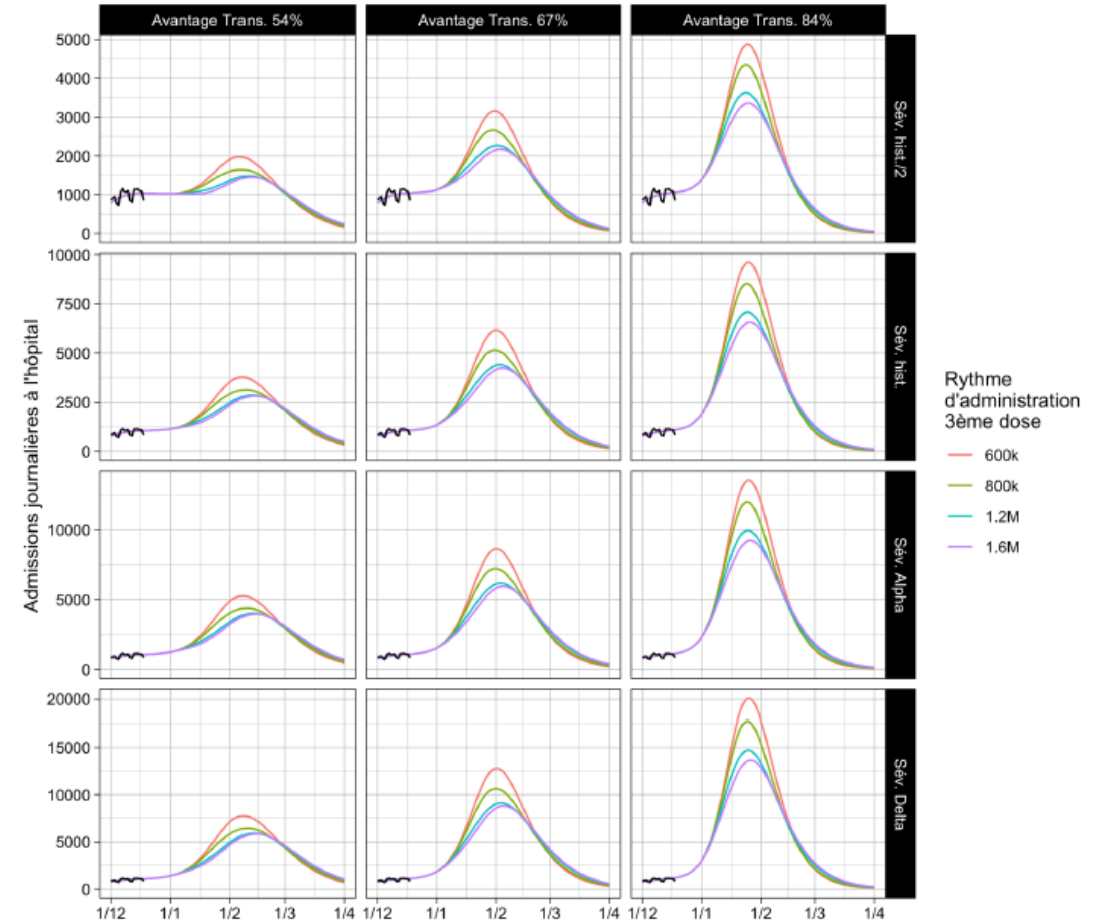 Avantage Trans. 54%
Avantage Trans. 67%
Avantage Trans. 84%
Admissions journalières à l'hôpital
5000
4000
3000
2000
1000
0
Sév. hist./2
10000
7500
5000
2500
0
Sév. hist.
10000
5000
0
Sév. Alpha
20000
15000
10000
5000
0
Sév. Delta
1/12 1/1 1/2 1/3 1/4
1/12 1/1 1/2 1/3 1/4
1/12 1/1 1/2 1/3 1/4
Rythme
d'administration
3ème dose
600k
800k
1.2M
1.6M